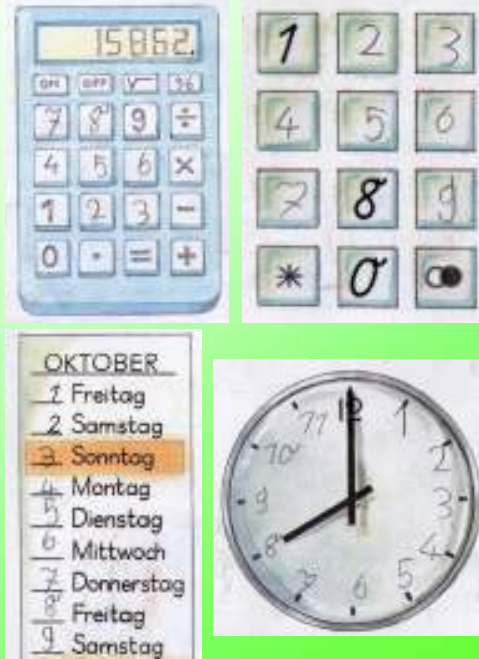 15862.
ON OFF √ %
7 8 9 ÷
4 5 6 ×
1 2 3 −
0 · = +
1 2 3
4 5 6
7 8 9
* 0
OKTOBER
1 Freitag
2 Samstag
3 Sonntag
4 Montag
5 Dienstag
6 Mittwoch
7 Donnerstag
8 Freitag
9 Samstag
12
11 1
10 2
9 3
8 4
7 5
6